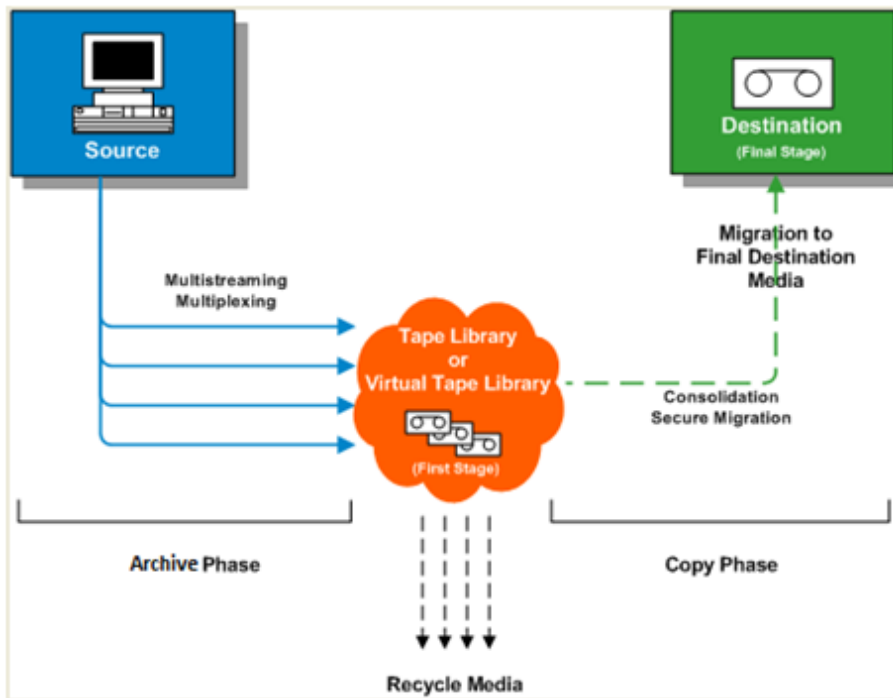 Source
Destination
(Final Stage)
Multistreaming
Multiplexing
Migration to
Final Destination
Media
Tape Library
or
Virtual Tape Library
(First Stage)
Consolidation
Secure Migration
Archive Phase
Copy Phase
Recycle Media